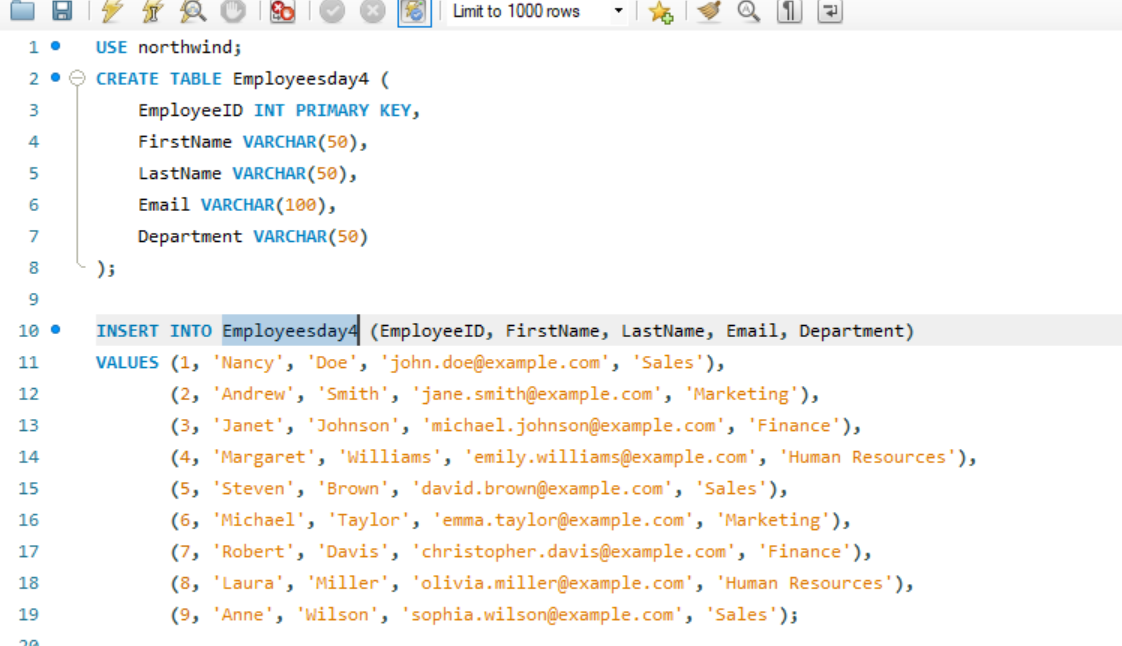 Limit to 1000 rows
1 USE northwind;
2 CREATE TABLE Employeesday4 (
3 EmployeeID INT PRIMARY KEY,
4 FirstName VARCHAR(50),
5 LastName VARCHAR(50),
6 Email VARCHAR(100),
7 Department VARCHAR(50)
8 );
9
10 INSERT INTO Employeesday4 (EmployeeID, FirstName, LastName, Email, Department)
11 VALUES (1, 'Nancy', 'Doe', 'john.doe@example.com', 'Sales'),
12 (2, 'Andrew', 'Smith', 'jane.smith@example.com', 'Marketing'),
13 (3, 'Janet', 'Johnson', 'michael.johnson@example.com', 'Finance'),
14 (4, 'Margaret', 'Williams', 'emily.williams@example.com', 'Human Resources'),
15 (5, 'Steven', 'Brown', 'david.brown@example.com', 'Sales'),
16 (6, 'Michael', 'Taylor', 'emma.taylor@example.com', 'Marketing'),
17 (7, 'Robert', 'Davis', 'christopher.davis@example.com', 'Finance'),
18 (8, 'Laura', 'Miller', 'olivia.miller@example.com', 'Human Resources'),
19 (9, 'Anne', 'Wilson', 'sophia.wilson@example.com', 'Sales');
20